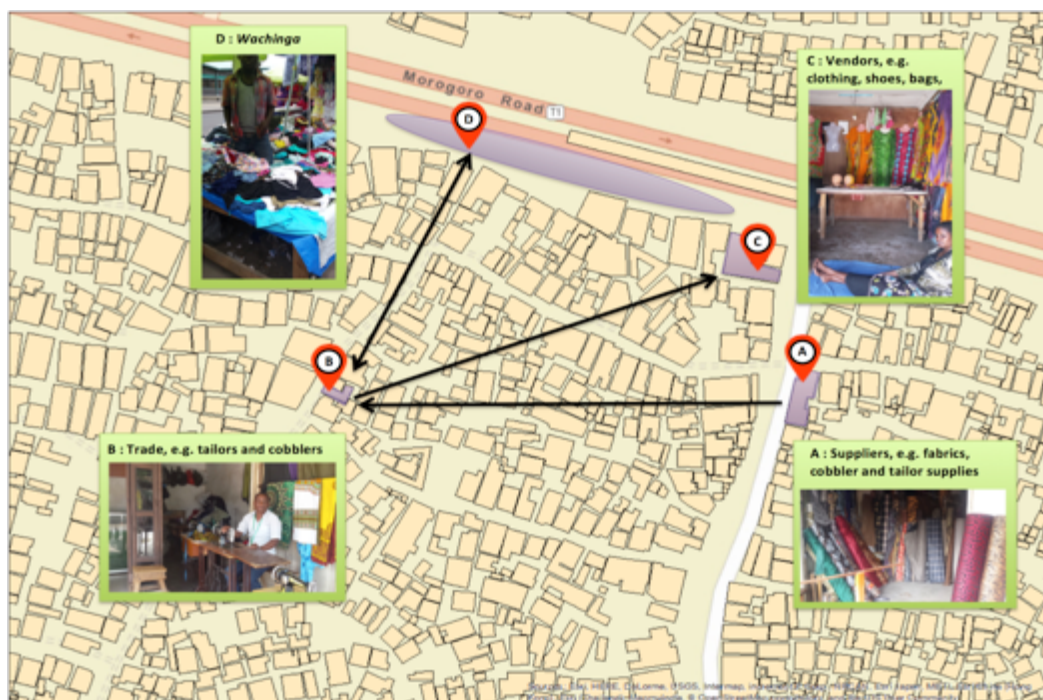 D : Wachinga
C : Vendors, e.g.
clothing, shoes, bags,
Morogoro Road T1
D
C
B
A
B : Trade, e.g. tailors and cobblers
A : Suppliers, e.g. fabrics,
cobbler and tailor supplies